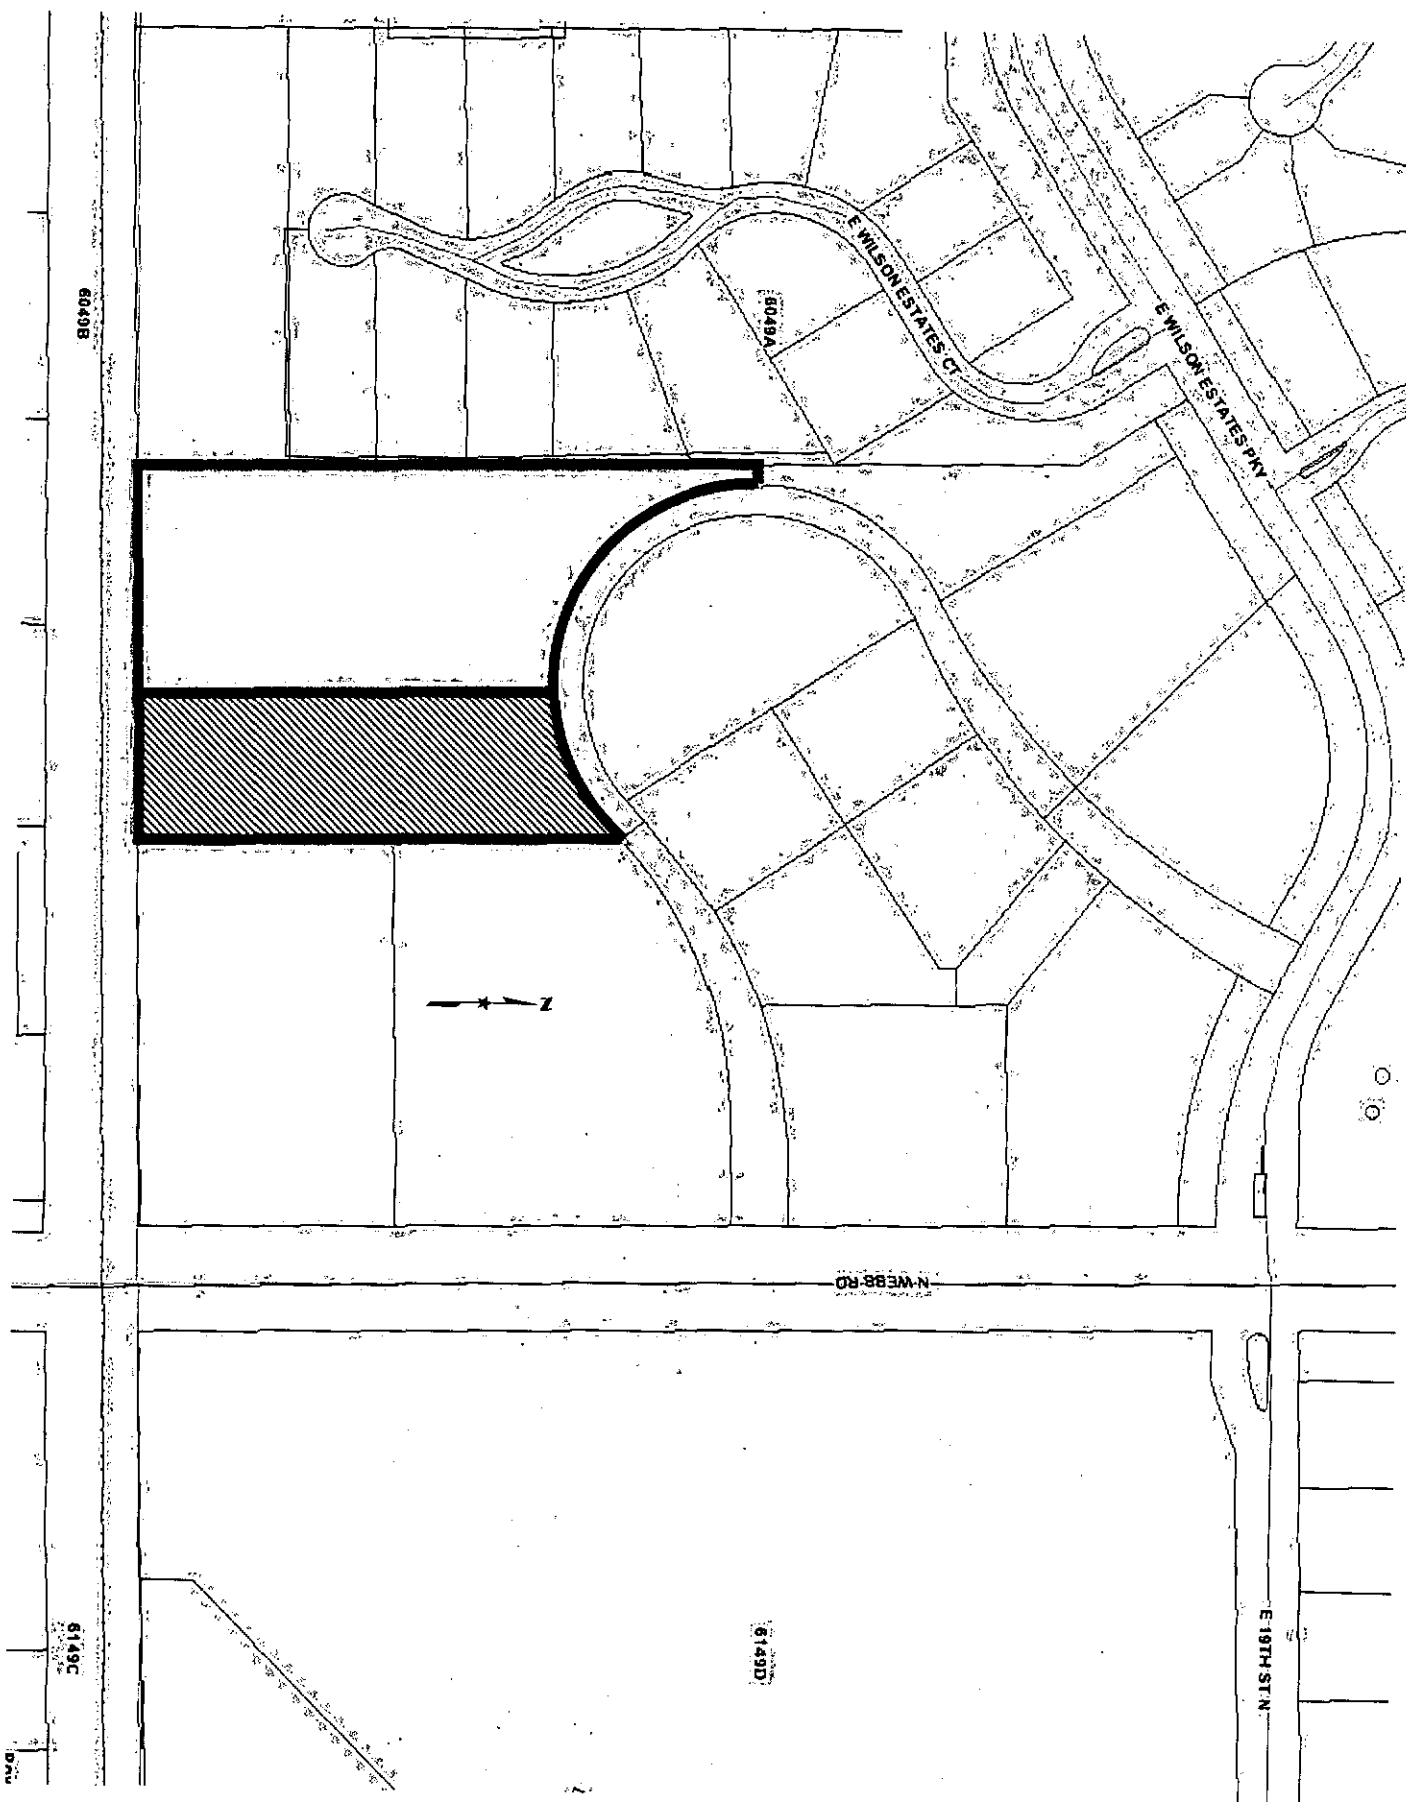 E WILSON ESTATES CT
E WILSON ESTATES PKY
6049B
6049A
N
N WEBB RD
6149C
6149D
E 19TH ST N